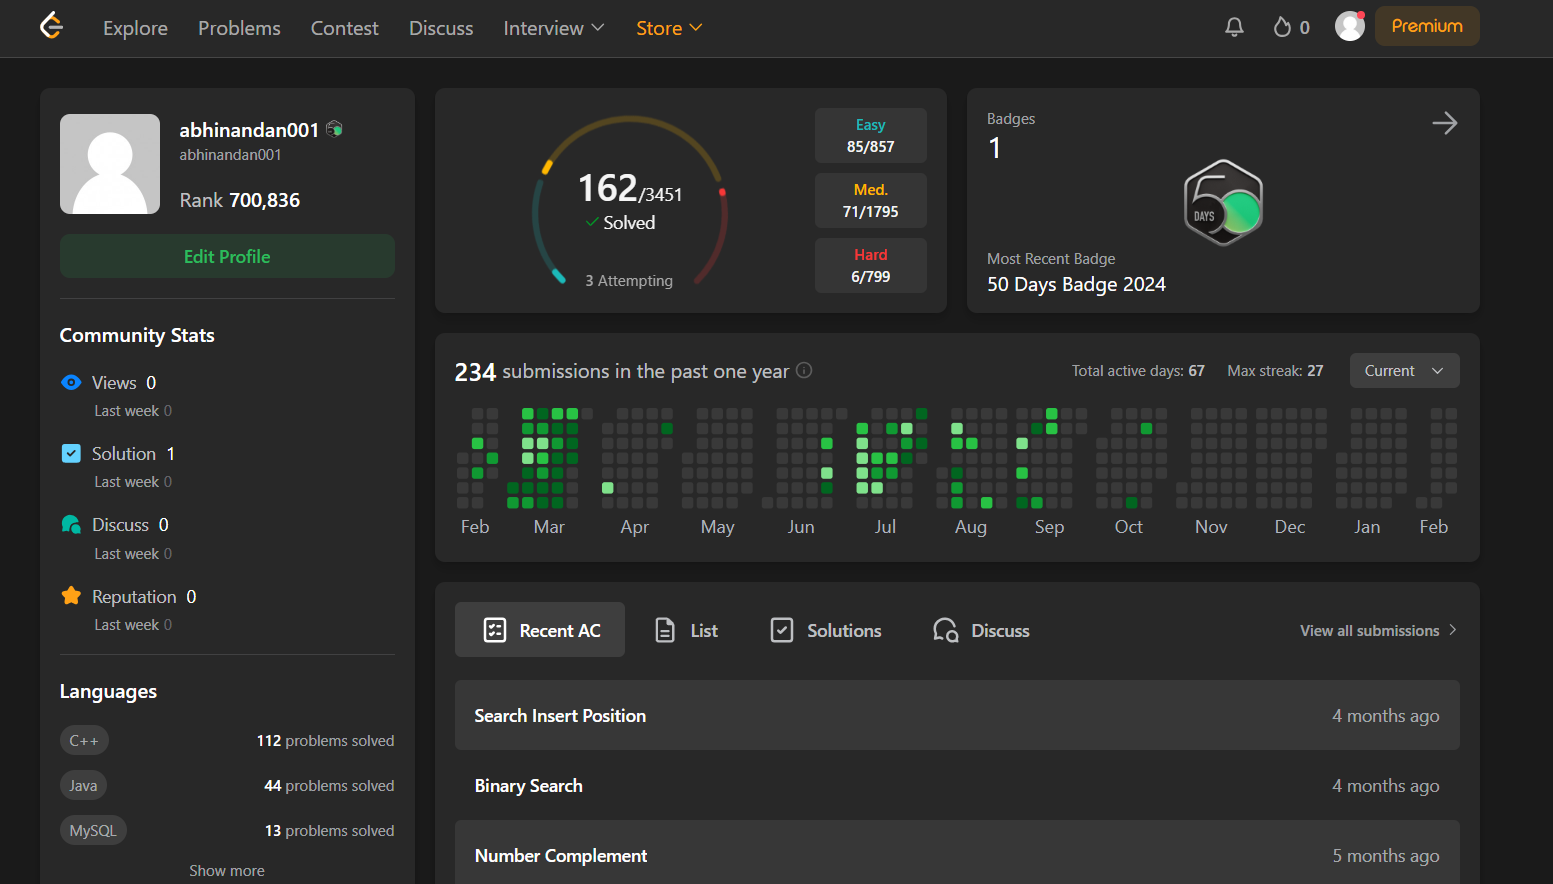 Explore Problems Contest Discuss Interview Store 0 Premium
abhinandan001
abhinandan001
Rank 700,836
Edit Profile
Community Stats
Views 0
Last week 0
Solution 1
Last week 0
Discuss 0
Last week 0
Reputation 0
Last week 0
Languages
C++ 112 problems solved
Java 44 problems solved
MySQL 13 problems solved
Show more
162/3451
Solved
3 Attempting
Easy
85/857
Med.
71/1795
Hard
6/799
Badges
1
50
DAYS
Most Recent Badge
50 Days Badge 2024
234 submissions in the past one year Total active days: 67 Max streak: 27 Current
Feb Mar Apr May Jun Jul Aug Sep Oct Nov Dec Jan Feb
Recent AC List Solutions Discuss View all submissions
Search Insert Position 4 months ago
Binary Search 4 months ago
Number Complement 5 months ago